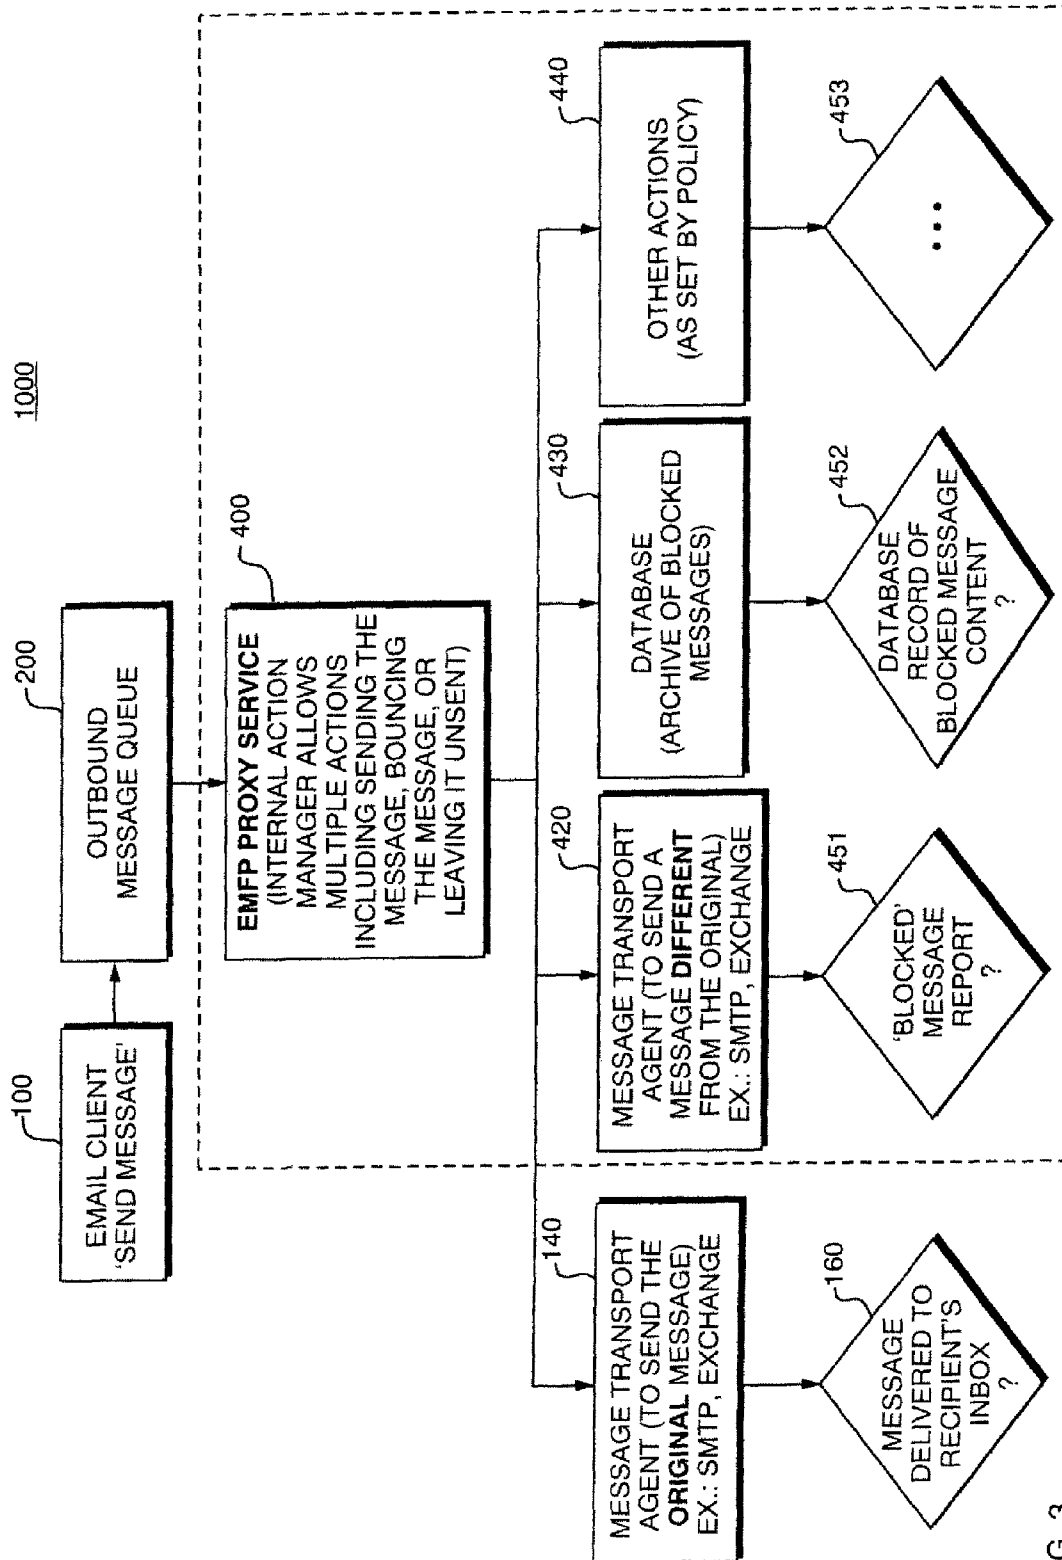 1000
100
EMAIL CLIENT
'SEND MESSAGE'
200
OUTBOUND
MESSAGE QUEUE
400
EMFP PROXY SERVICE
(INTERNAL ACTION
MANAGER ALLOWS
MULTIPLE ACTIONS
INCLUDING SENDING THE
MESSAGE, BOUNCING
THE MESSAGE, OR
LEAVING IT UNSENT)
140
MESSAGE TRANSPORT
AGENT (TO SEND THE
ORIGINAL MESSAGE)
EX.: SMTP, EXCHANGE
420
MESSAGE TRANSPORT
AGENT (TO SEND A
MESSAGE DIFFERENT
FROM THE ORIGINAL)
EX.: SMTP, EXCHANGE
430
DATABASE
(ARCHIVE OF BLOCKED
MESSAGES)
440
OTHER ACTIONS
(AS SET BY POLICY)
160
MESSAGE
DELIVERED TO
RECIPIENT'S
INBOX
?
451
'BLOCKED'
MESSAGE
REPORT
?
452
DATABASE
RECORD OF
BLOCKED MESSAGE
CONTENT
?
453
...
G. 3